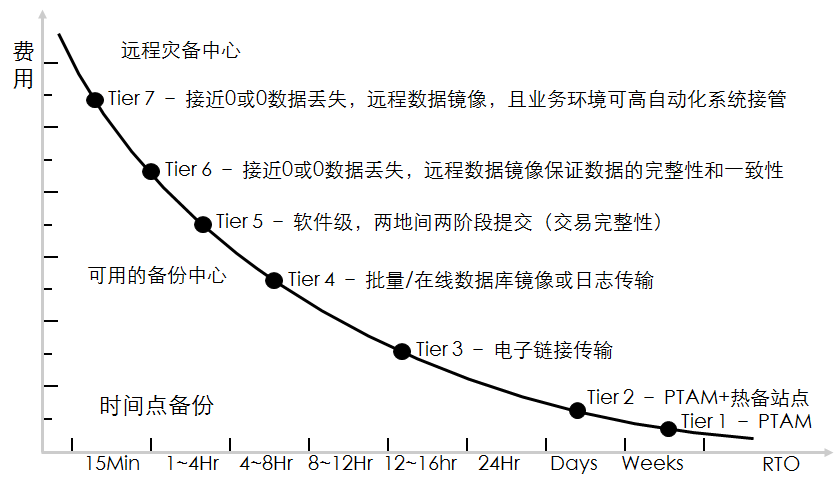 费
用
远程灾备中心
Tier 7 - 接近0或0数据丢失，远程数据镜像，且业务环境可高自动化系统接管
Tier 6 - 接近0或0数据丢失，远程数据镜像保证数据的完整性和一致性
Tier 5 - 软件级，两地间两阶段提交（交易完整性）
可用的备份中心
Tier 4 - 批量/在线数据库镜像或日志传输
Tier 3 - 电子链接传输
时间点备份
Tier 2 - PTAM+热备站点
Tier 1 - PTAM
15Min 1~4Hr 4~8Hr 8~12Hr 12~16hr 24Hr Days Weeks RTO